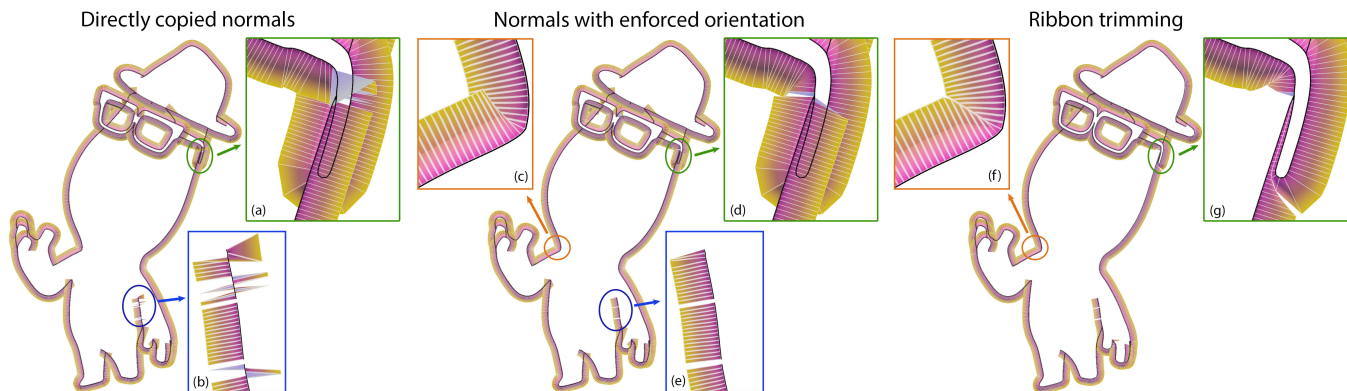 Directly copied normals
Normals with enforced orientation
Ribbon trimming
(a)
(b)
(c)
(d)
(e)
(f)
(g)